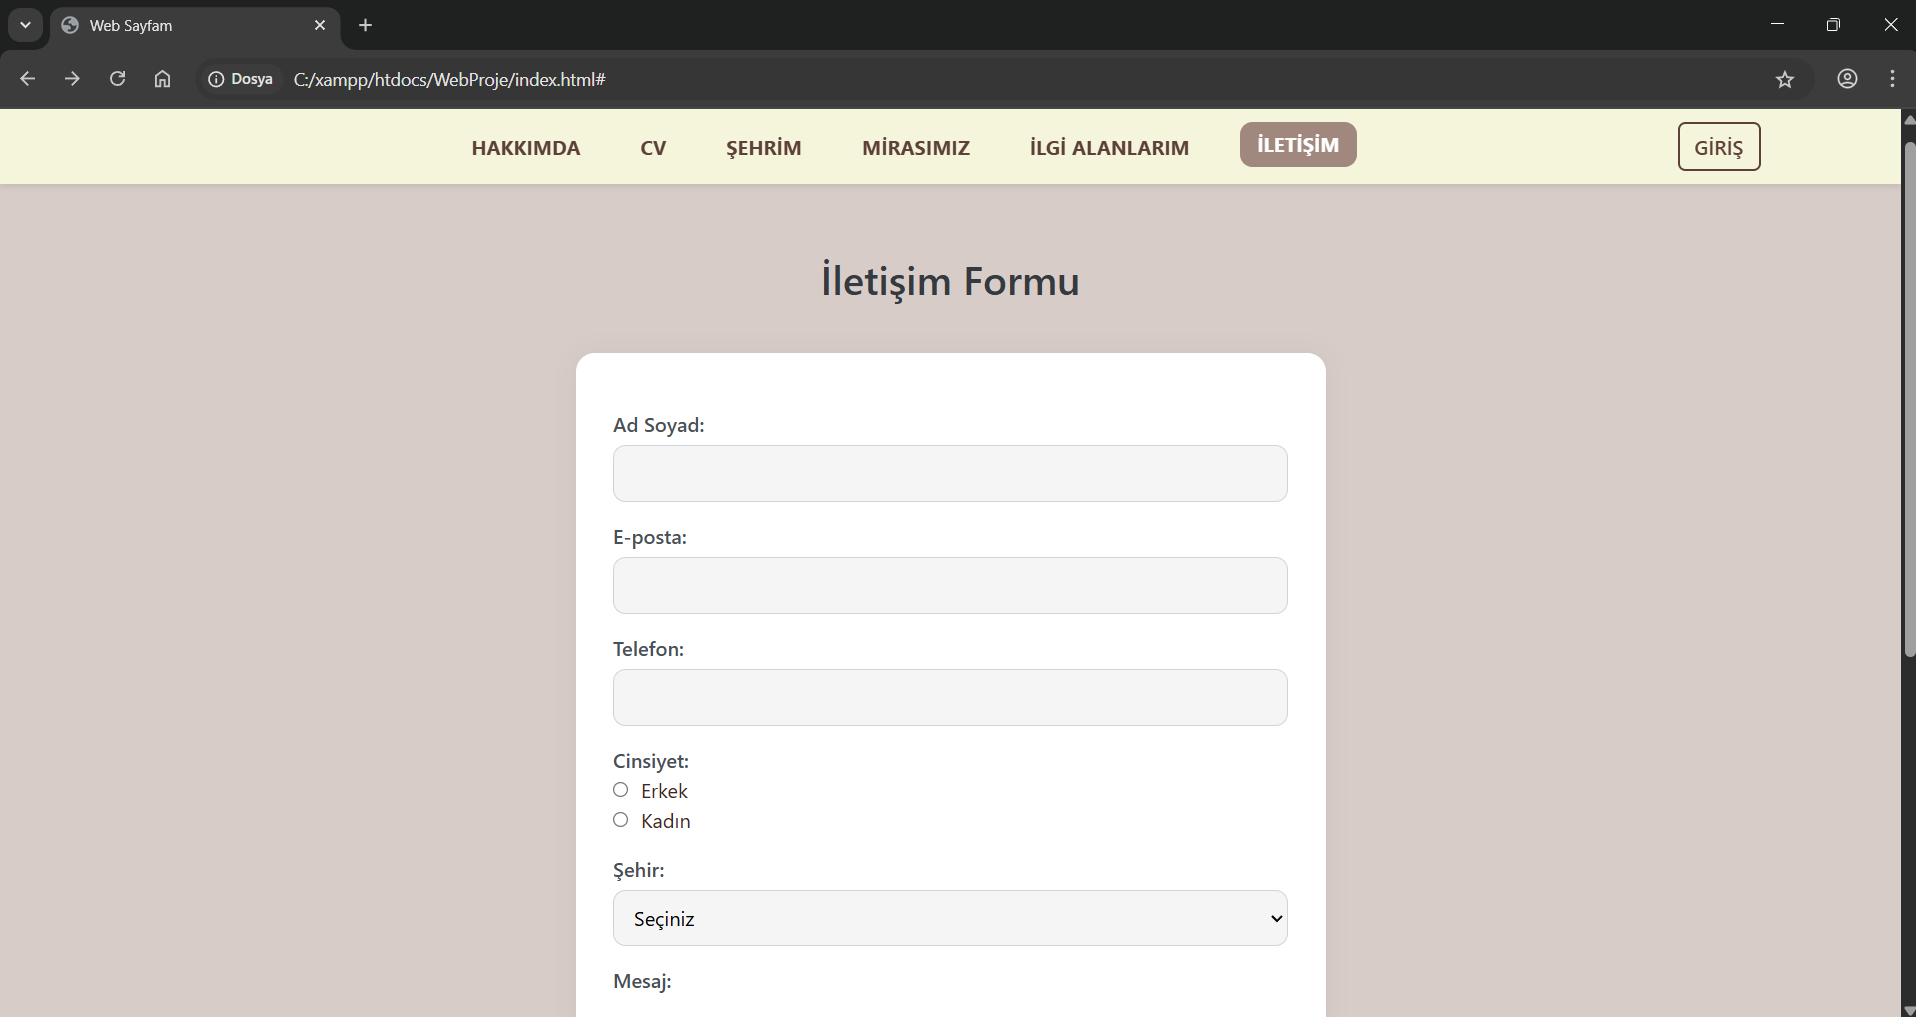 Web Sayfam
Dosya C:/xampp/htdocs/WebProje/index.html#
HAKKIMDA CV ŞEHRİM MİRASIMIZ İLGİ ALANLARIM İLETİŞİM GİRİŞ
İletişim Formu
Ad Soyad:
E-posta:
Telefon:
Cinsiyet:
Erkek
Kadın
Şehir:
Seçiniz
Mesaj: